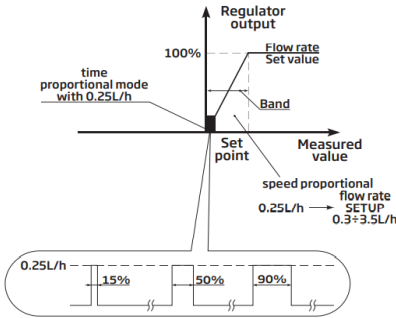 Regulator
output
100%
Flow rate
Set value
time
proportional mode
with 0.25L/h
Band
Set
point
Measured
value
speed proportional
flow rate
0.25L/h → SETUP
0.3÷3.5L/h
0.25L/h
15%
50%
90%